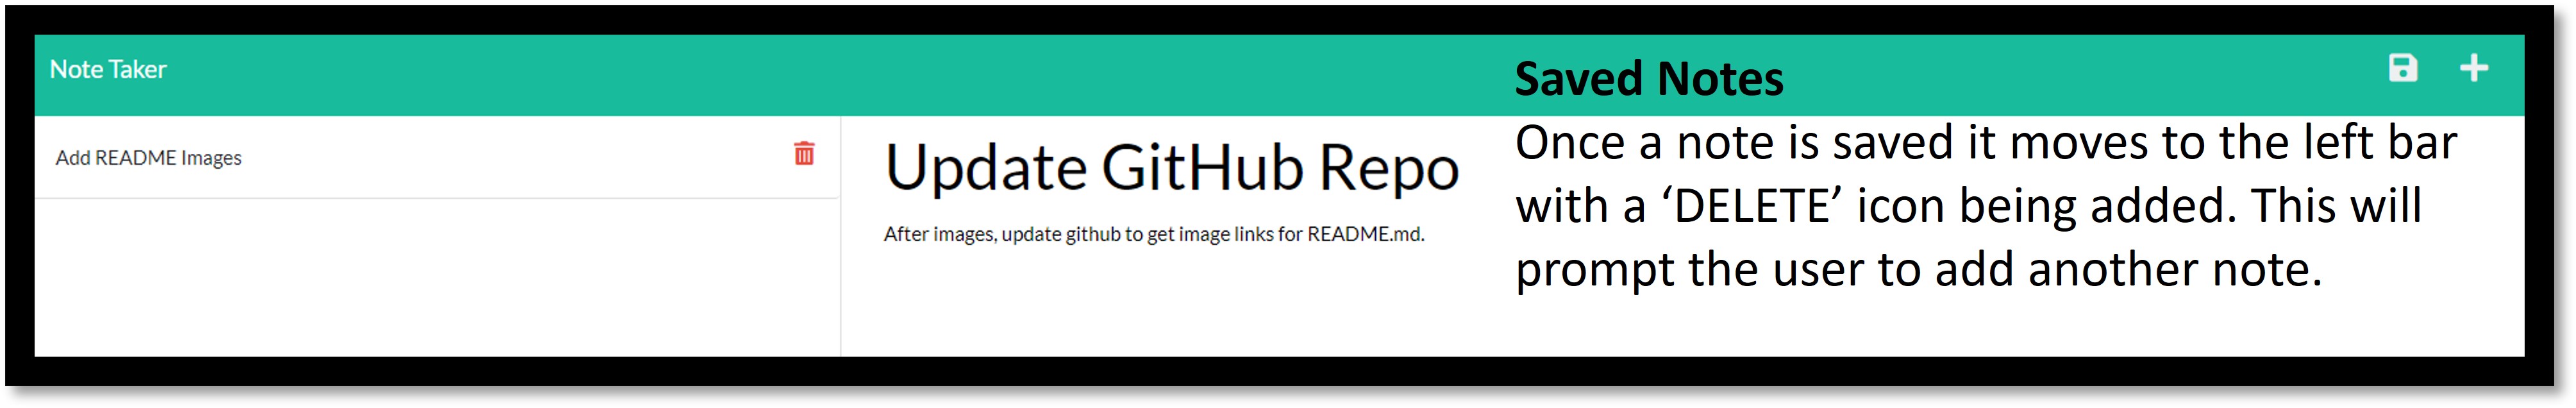 Note Taker
Add README Images
Update GitHub Repo
After images, update github to get image links for README.md.
Saved Notes
Once a note is saved it moves to the left bar
with a ‘DELETE’ icon being added. This will
prompt the user to add another note.